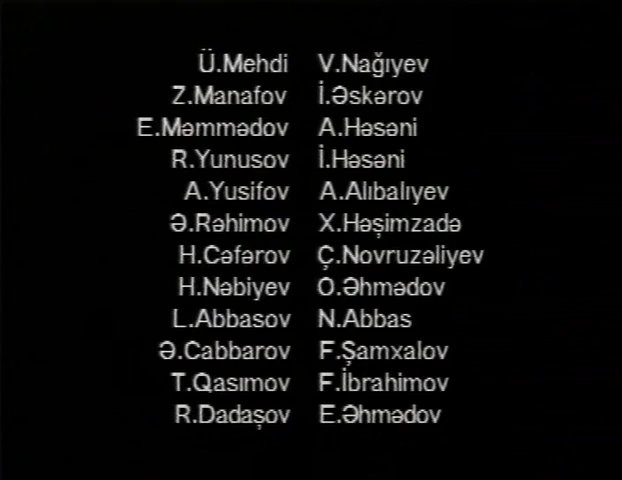 Ü.Mehdi V.Nağıyev
Z.Manafov İ.Əskərov
E.Məmmədov A.Həsəni
R.Yunusov İ.Həsəni
A.Yusifov A.Alıbalıyev
Ə.Rəhimov X.Həşimzadə
H.Cəfərov Ç.Novruzəliyev
H.Nəbiyev O.Əhmədov
L.Abbasov N.Abbas
Ə.Cabbarov F.Şamxalov
T.Qasımov F.İbrahimov
R.Dadaşov E.Əhmədov